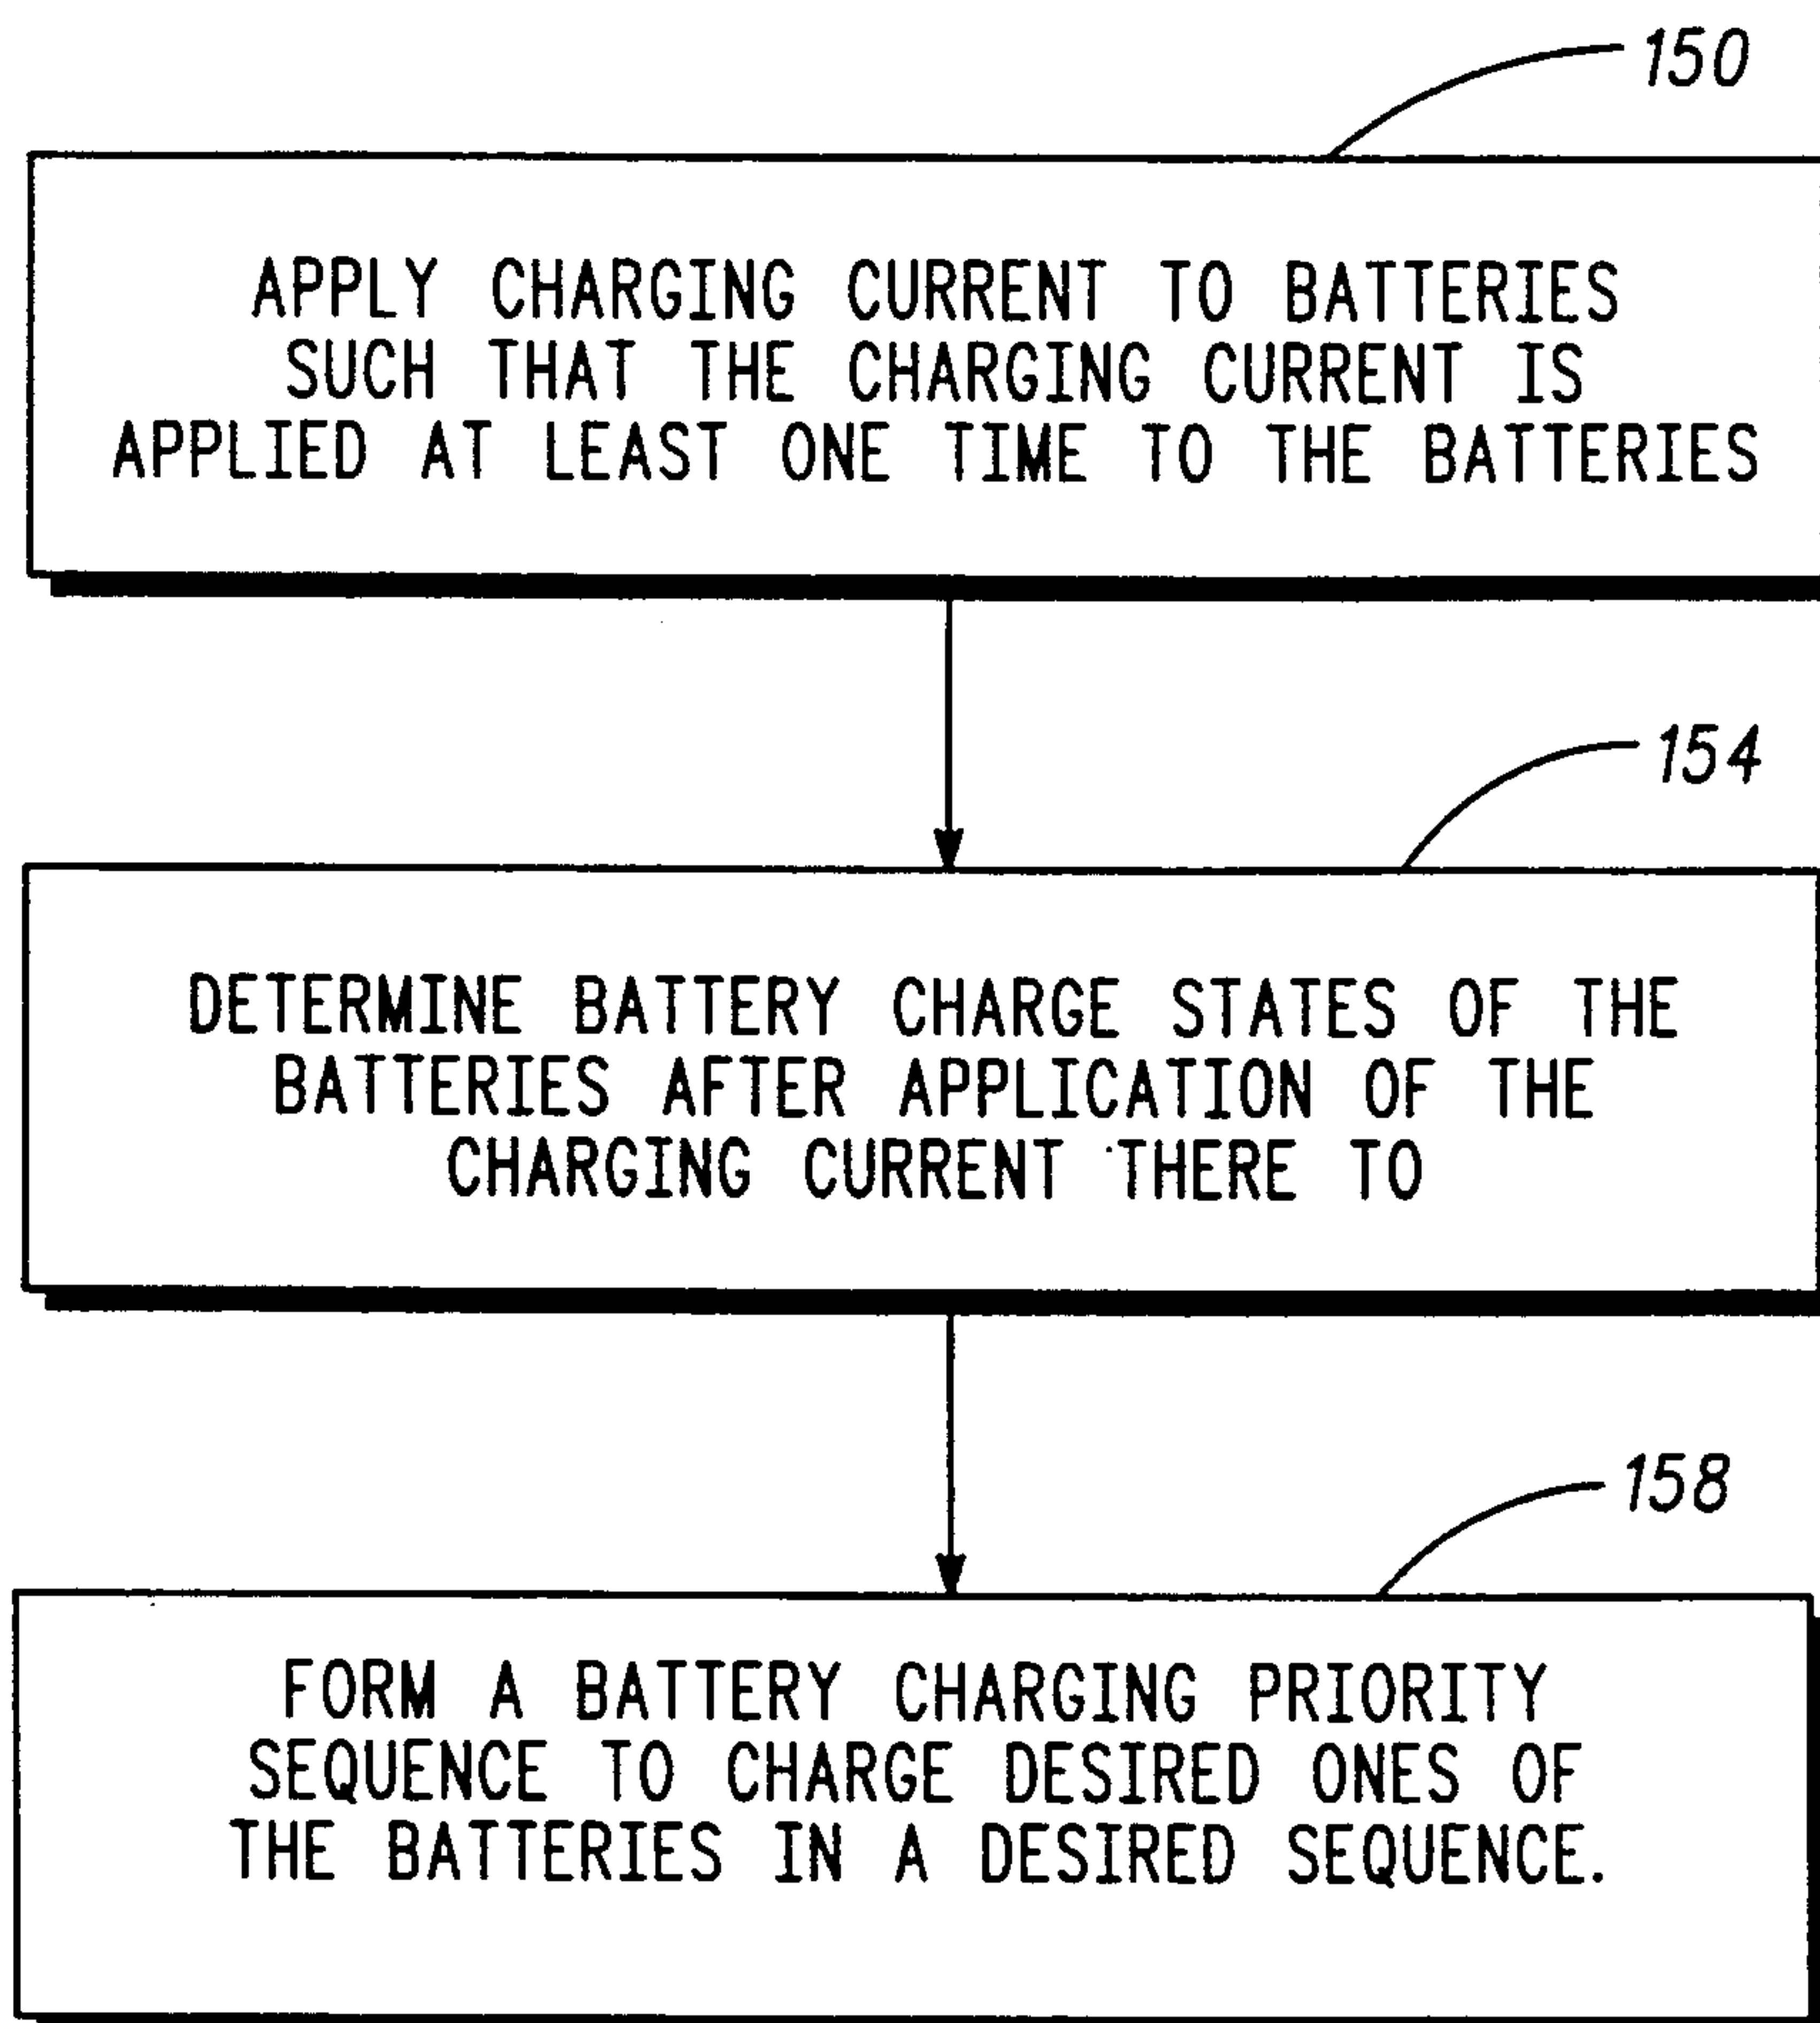 150
APPLY CHARGING CURRENT TO BATTERIES
SUCH THAT THE CHARGING CURRENT IS
APPLIED AT LEAST ONE TIME TO THE BATTERIES
154
DETERMINE BATTERY CHARGE STATES OF THE
BATTERIES AFTER APPLICATION OF THE
CHARGING CURRENT THERE TO
158
FORM A BATTERY CHARGING PRIORITY
SEQUENCE TO CHARGE DESIRED ONES OF
THE BATTERIES IN A DESIRED SEQUENCE.